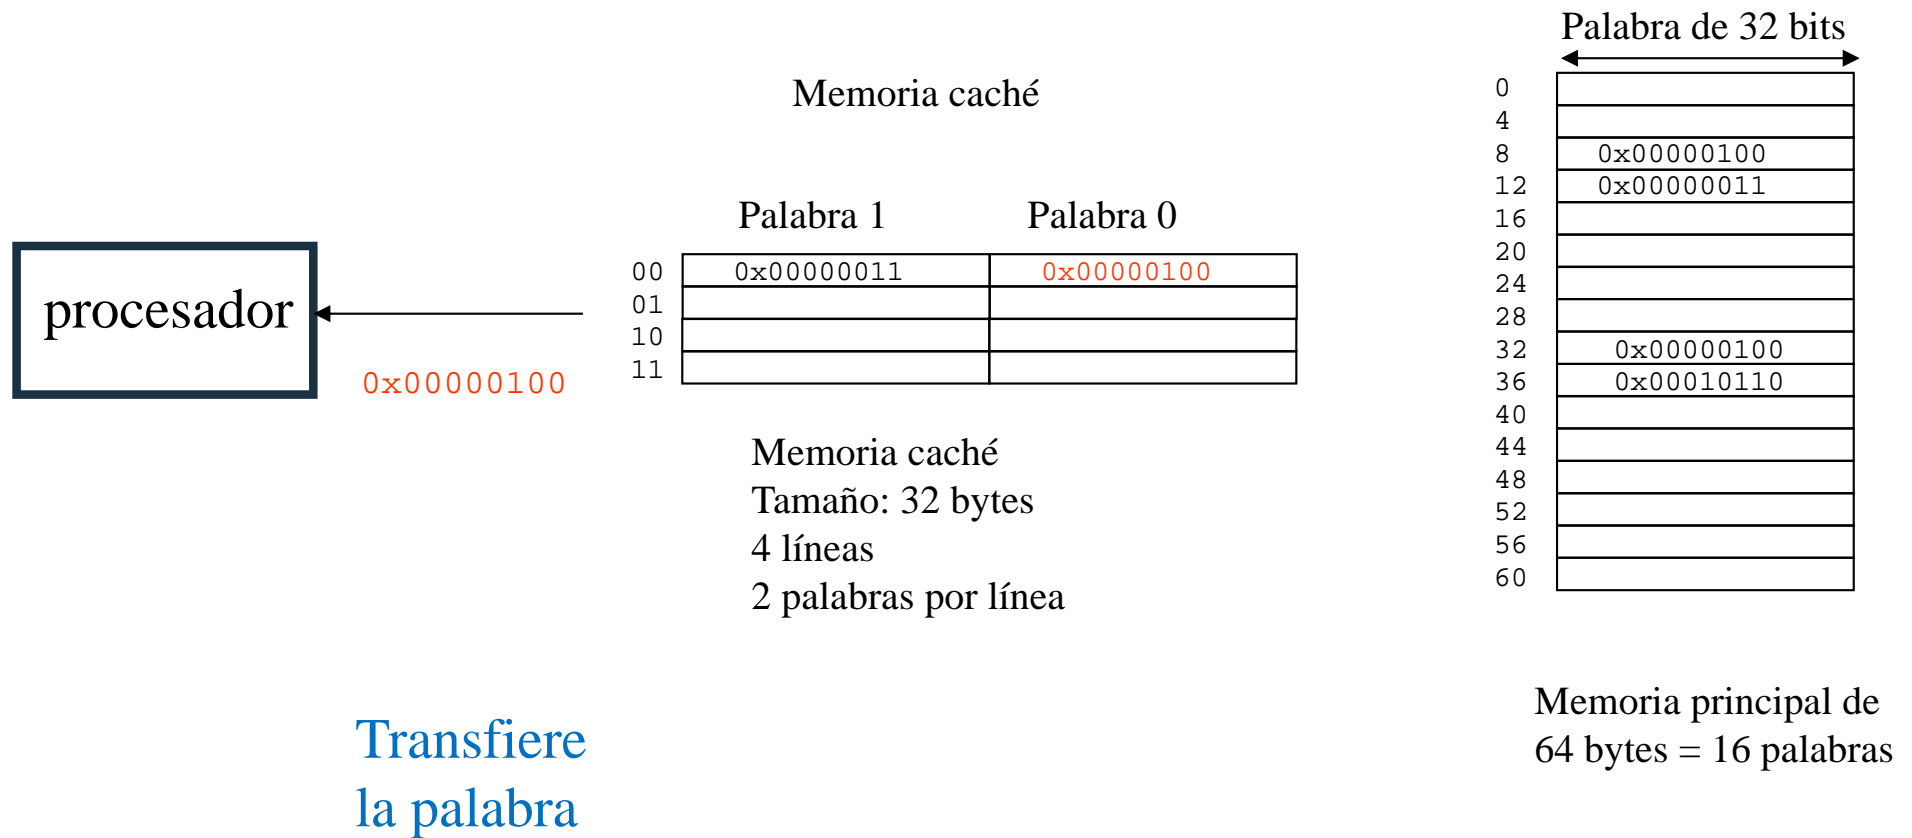 Palabra de 32 bits
Memoria caché
Palabra 1 Palabra 0
procesador
0x00000100
00 0x00000011 0x00000100
01
10
11
Memoria caché
Tamaño: 32 bytes
4 líneas
2 palabras por línea
0
4
8 0x00000100
12 0x00000011
16
20
24
28
32 0x00000100
36 0x00010110
40
44
48
52
56
60
Memoria principal de
64 bytes = 16 palabras
Transfiere
la palabra